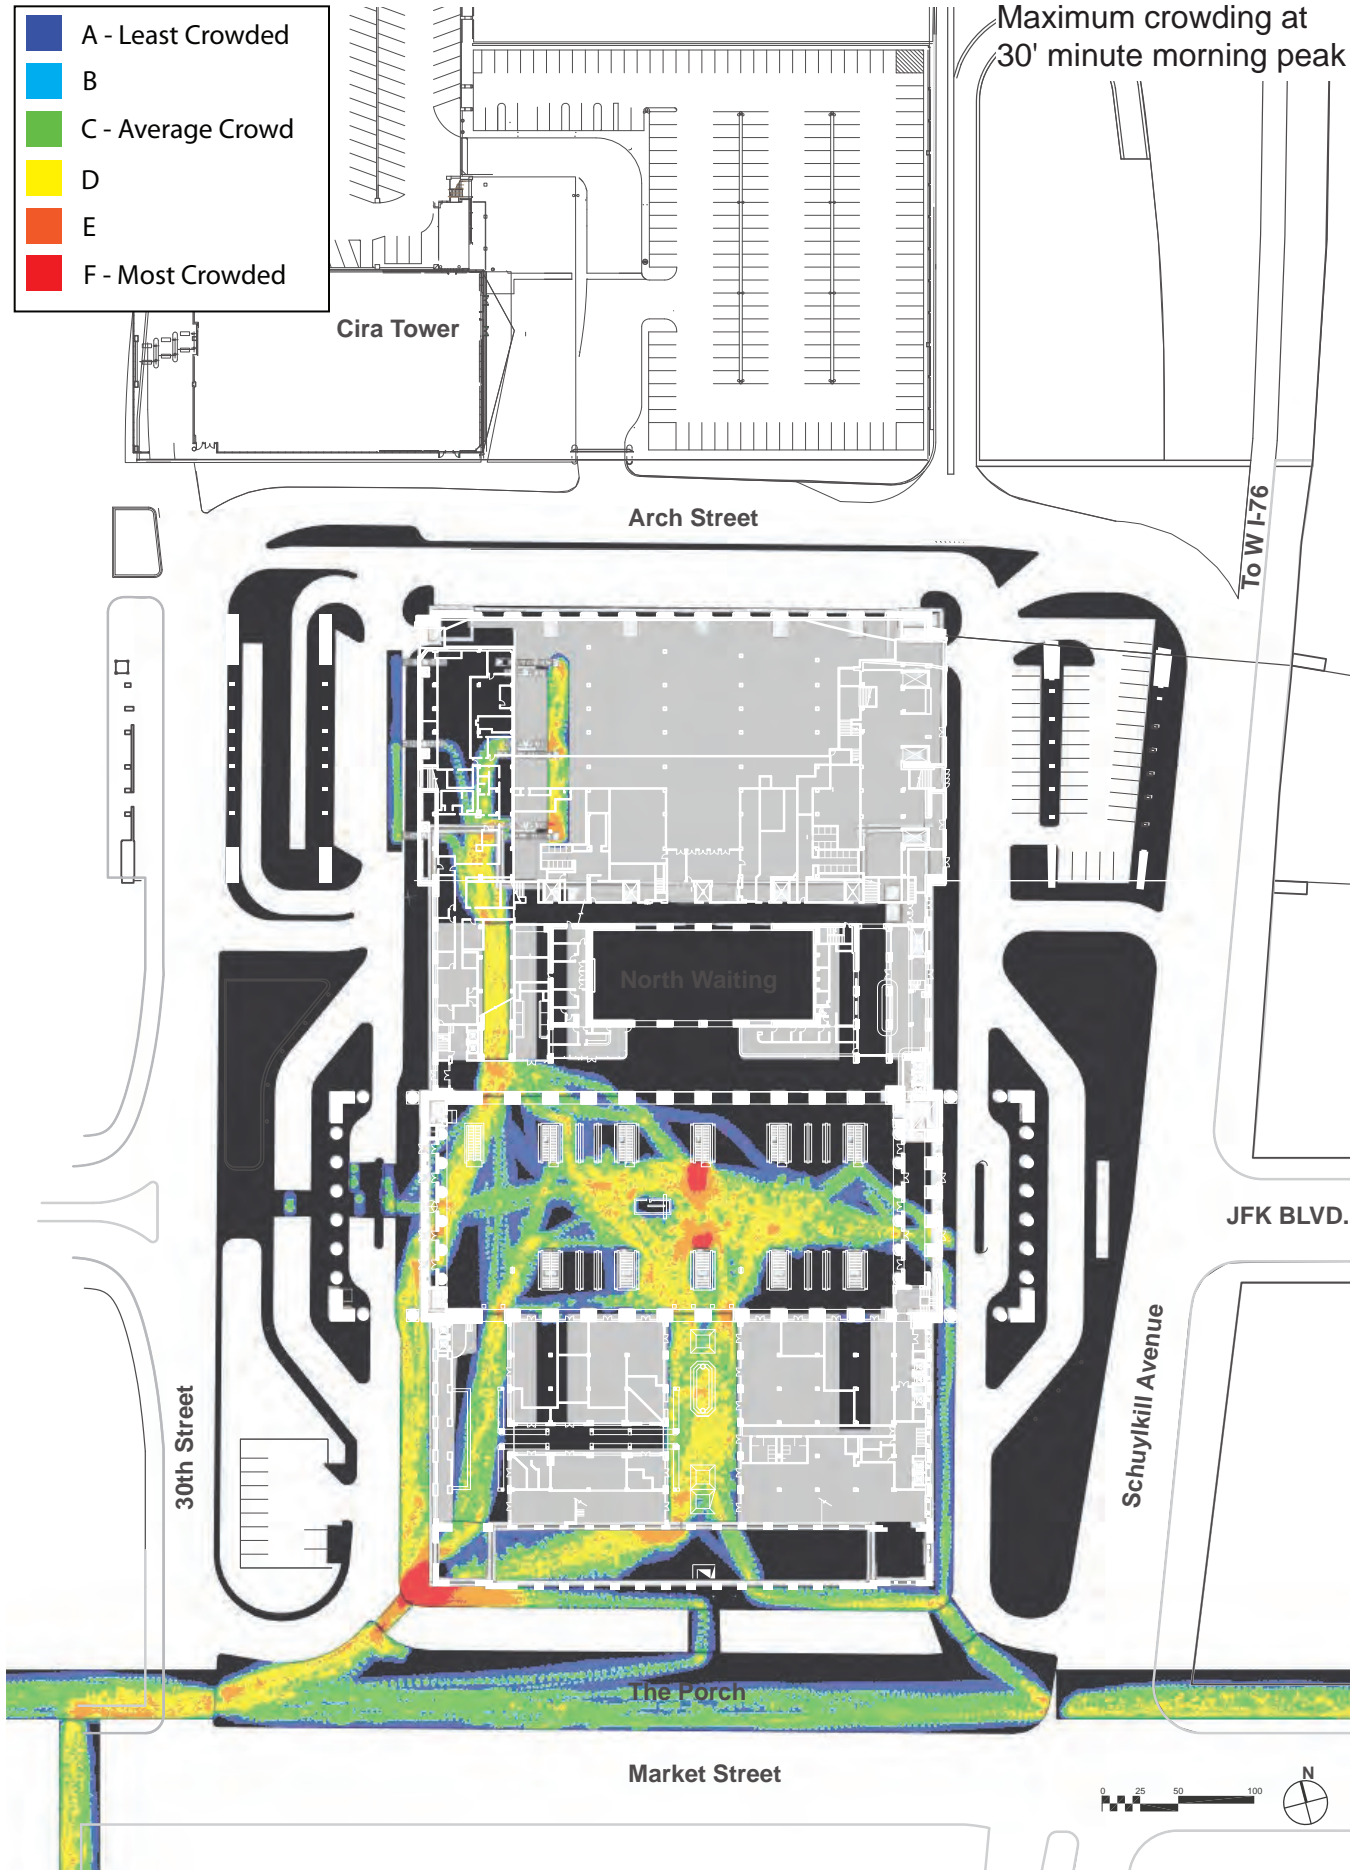 Maximum crowding at
30' minute morning peak
A - Least Crowded
B
C - Average Crowd
D
E
F - Most Crowded
Cira Tower
Arch Street
To W I-76
North Waiting
JFK BLVD.
30th Street
Schuylkill Avenue
The Porch
Market Street
0 25 50 100
N